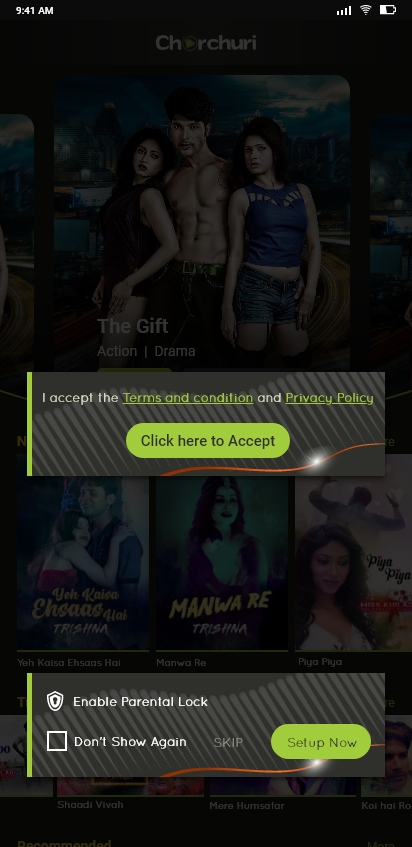 9:41 AM
Chorchuri
The Gift
Action | Drama
I accept the Terms and condition and Privacy Policy
Click here to Accept
Yeh Kaisa
Ehsaas Hai
TRISHNA
MANWA RE
TRISHNA
Piya
Piya
Yeh Kaisa Ehsaas Hai
Manwa Re
Piya Piya
Enable Parental Lock
Don't Show Again
SKIP
Setup Now
Shaadi Vivah
Mere Humsafar
Koi hai Ro
Recommended
More